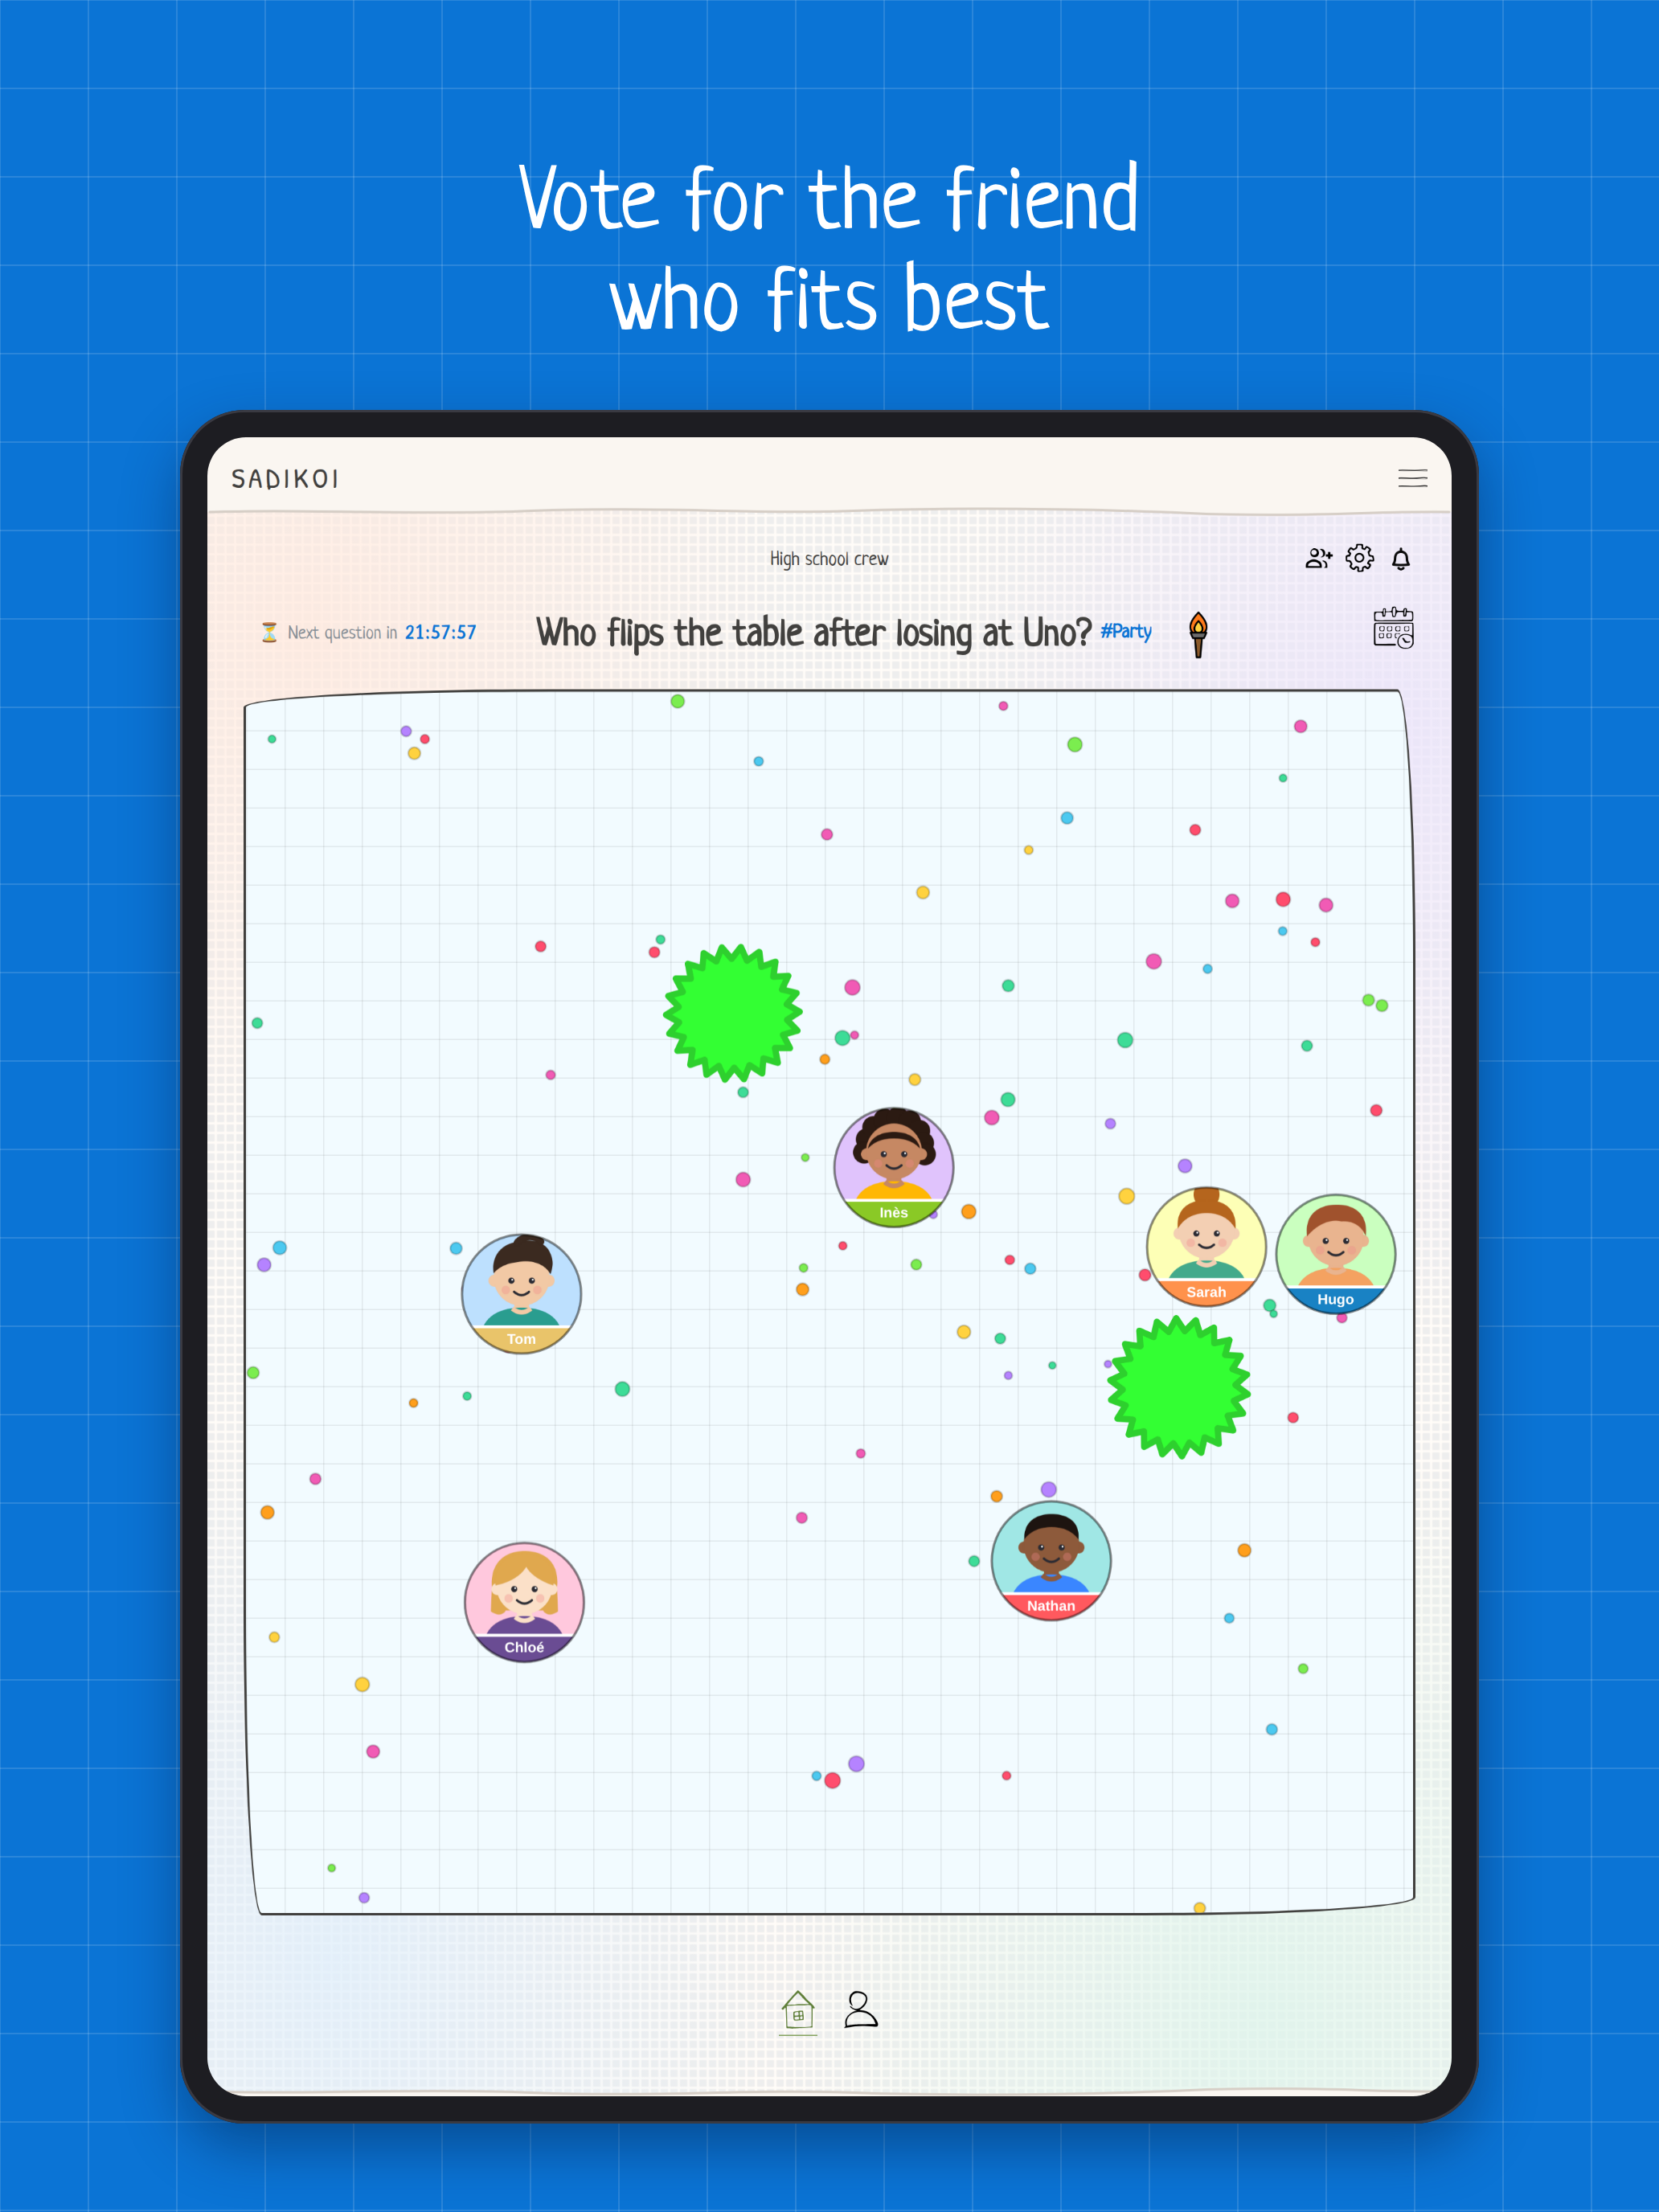 Vote for the friend
who fits best
SADIKOI
High school crew
Next question in 21:57:57
Who flips the table after losing at Uno? #Party
Inès
Sarah
Hugo
Tom
Nathan
Chloé